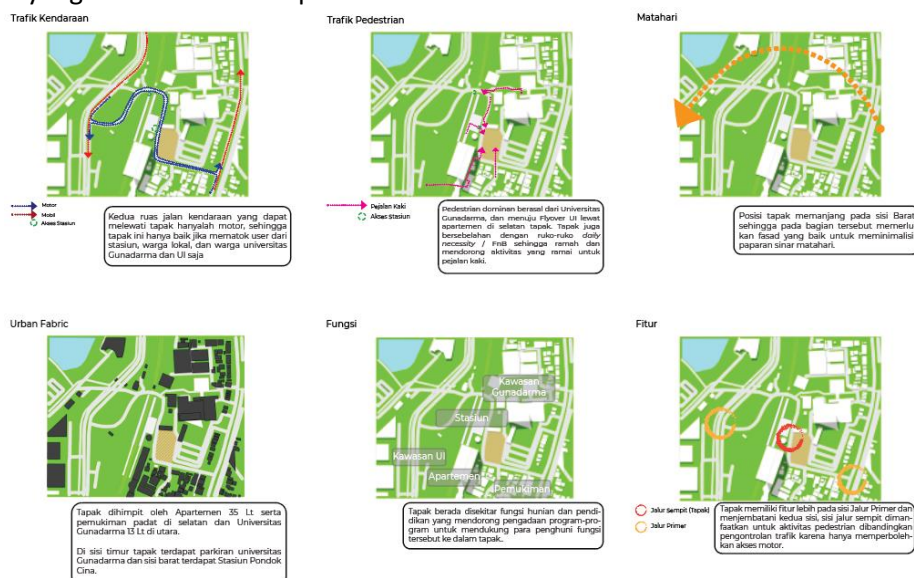 Trafik Kendaraan
Motor
Mobil
Akses Stasiun
Kedua ruas jalan kendaraan yang dapat
melewati tapak hanyalah motor, sehingga
tapak ini hanya baik jika mematok user dari
stasiun, warga lokal, dan warga universitas
Gunadarma dan UI saja
Trafik Pedestrian
Pejalan Kaki
Akses Stasiun
Pedestrian dominan berasal dari Universitas
Gunadarma, dan menuju Flyover UI lewat
apartemen di selatan tapak. Tapak juga
bersebelahan dengan ruko-ruko daily
necessity / FnB sehingga ramah dan
mendorong aktivitas yang ramai untuk
pejalan kaki.
Matahari
Posisi tapak memanjang pada sisi Barat
sehingga pada bagian tersebut memerlu
kan fasad yang baik untuk meminimalisi
paparan sinar matahari.
Urban Fabric
Tapak dihimpit oleh Apartemen 35 Lt serta
pemukiman padat di selatan dan Universitas
Gunadarma 13 Lt di utara.
Di sisi timur tapak terdapat parkiran universitas
Gunadarma dan sisi barat terdapat Stasiun Pondok
Cina.
Fungsi
Kawasan
Gunadarma
Stasiun
Kawasan UI
Apartemen
Pemukiman
Tapak berada disekitar fungsi hunian dan pendi-
dikan yang mendorong pengadaan program-pro-
gram untuk mendukung para penghuni fungsi
tersebut ke dalam tapak.
Fitur
Jalur sempit (Tapak)
Jalur Primer
Tapak memiliki fitur lebih pada sisi Jalur Primer dan
menjembatani kedua sisi, sisi jalur sempit diman-
faatkan untuk aktivitas pedestrian dibandingkan
pengontrolan traffik karena hanya memperboleh-
kan akses motor.